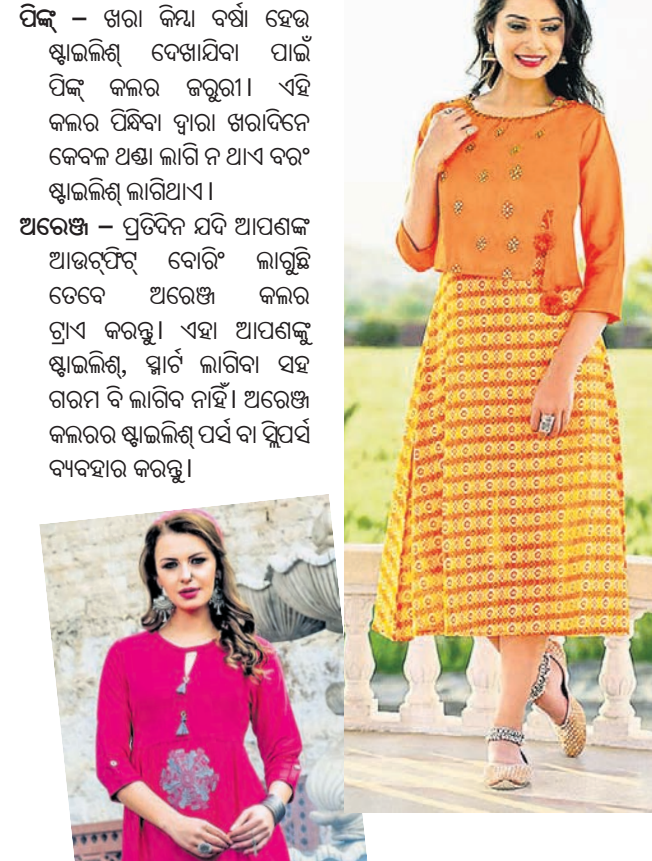 ପିଙ୍କ୍ – ଖରା କିମ୍ବା ବର୍ଷା ହେଉ
ଷ୍ଟାଇଲିଶ୍ ଦେଖାଯିବା ପାଇଁ
ପିଙ୍କ୍ କଲର ଜରୁରୀ। ଏହି
କଲର ପିନ୍ଧିବା ଦ୍ୱାରା ଖରାଦିନେ
କେବଳ ଥଣ୍ଡା ଲାଗି ନ ଥାଏ ବରଂ
ଷ୍ଟାଇଲିଶ୍ ଲାଗିଥାଏ।
ଅରେଞ୍ଜ – ପ୍ରତିଦିନ ଯଦି ଆପଣଙ୍କ
ଆଉଟ୍‌ଫିଟ୍ ବୋରିଂ ଲାଗୁଛି
ତେବେ ଅରେଞ୍ଜ କଲର
ଟ୍ରାଏ କରନ୍ତୁ। ଏହା ଆପଣଙ୍କୁ
ଷ୍ଟାଇଲିଶ୍, ସ୍ମାର୍ଟ ଲାଗିବା ସହ
ଗରମ ବି ଲାଗିବ ନାହିଁ। ଅରେଞ୍ଜ
କଲରର ଷ୍ଟାଇଲିଶ୍ ପର୍ସ ବା ସ୍ଲିପର୍ସ
ବ୍ୟବହାର କରନ୍ତୁ।